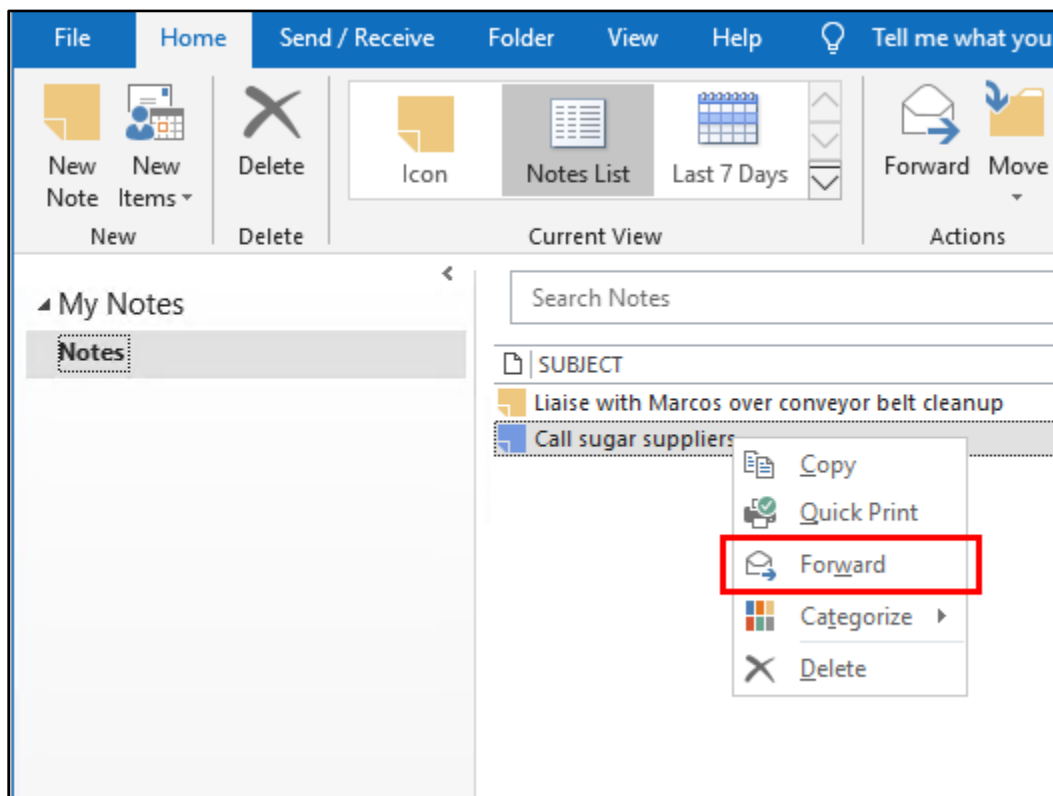 File Home Send / Receive Folder View Help Tell me what you
New Note
New Items
Delete
Icon
Notes List
Last 7 Days
Forward
Move
New Delete Current View Actions
My Notes
Notes
Search Notes
SUBJECT
Liaise with Marcos over conveyor belt cleanup
Call sugar suppliers
Copy
Quick Print
Forward
Categorize
Delete